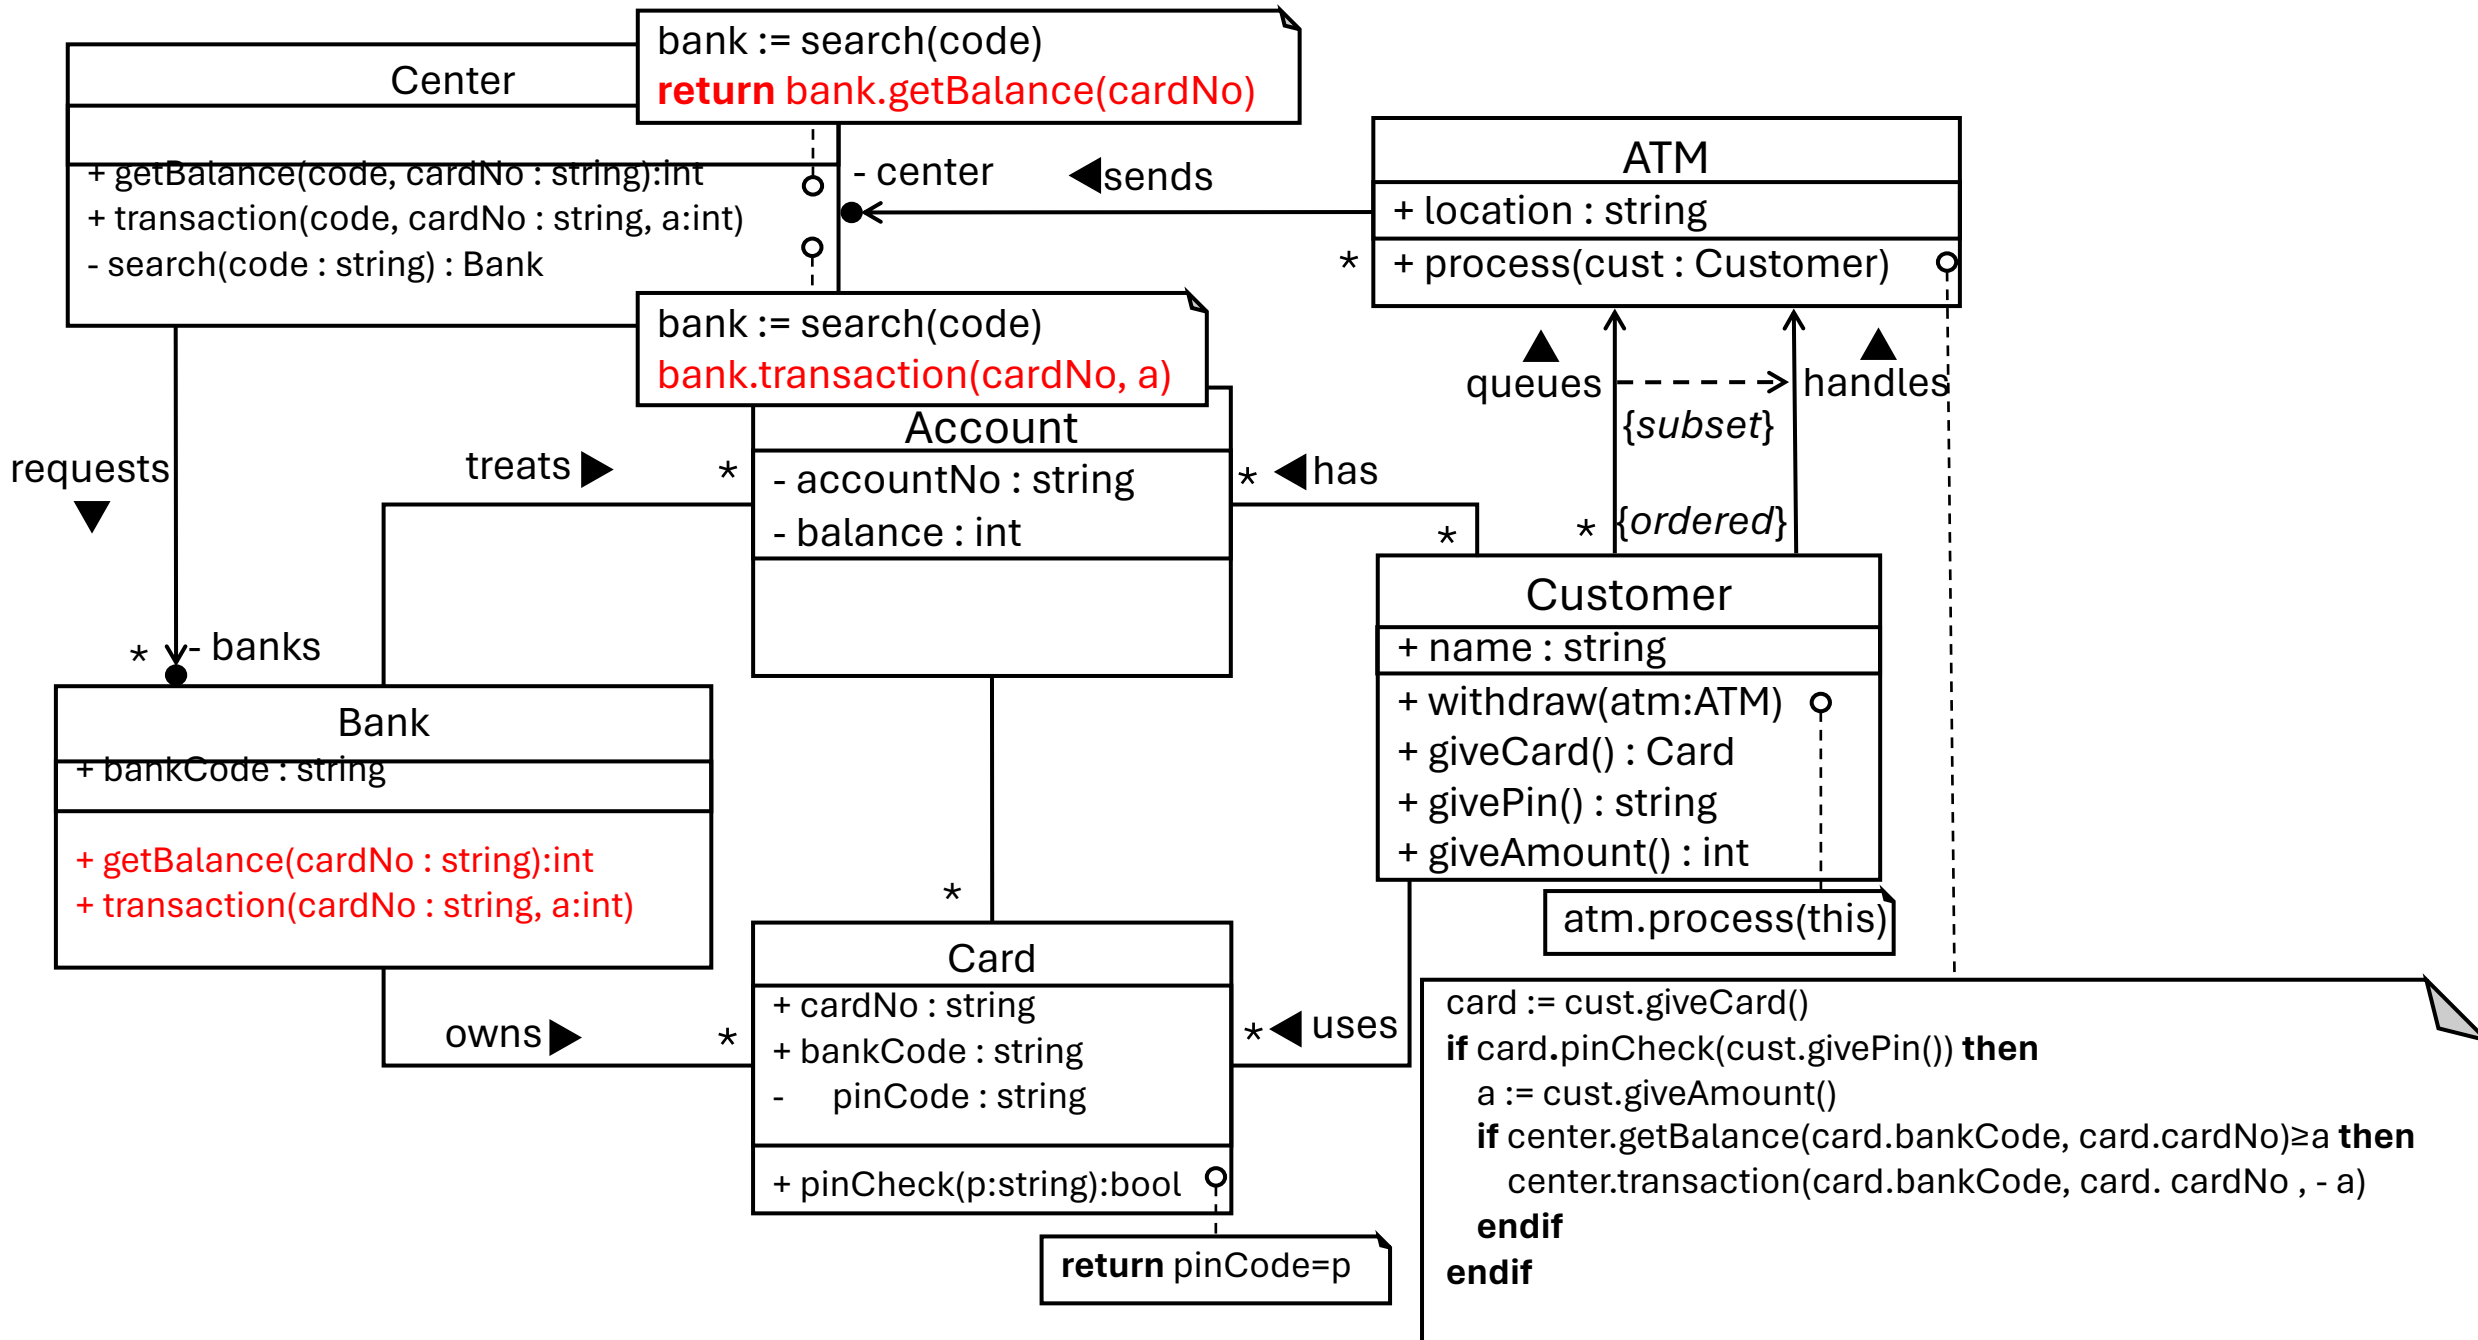 bank := search(code)
return bank.getBalance(cardNo)
Center
+ getBalance(code, cardNo : string):int
+ transaction(code, cardNo : string, a:int)
- search(code : string) : Bank
- center
◀sends
ATM
+ location : string
* + process(cust : Customer)
bank := search(code)
bank.transaction(cardNo, a)
▲
▲
queues
handles
{subset}
Account
- accountNo : string
- balance : int
requests
▼
treats ▶
*
* ◀has
*
* {ordered}
Customer
+ name : string
+ withdraw(atm:ATM)
+ giveCard() : Card
+ givePin() : string
+ giveAmount() : int
atm.process(this)
* - banks
Bank
+ bankCode : string
+ getBalance(cardNo : string):int
+ transaction(cardNo : string, a:int)
*
Card
+ cardNo : string
+ bankCode : string
- pinCode : string
+ pinCheck(p:string):bool
owns ▶
*
* ◀ uses
return pinCode=p
card := cust.giveCard()
if card.pinCheck(cust.givePin()) then
a := cust.giveAmount()
if center.getBalance(card.bankCode, card.cardNo)≥a then
center.transaction(card.bankCode, card. cardNo , - a)
endif
endif